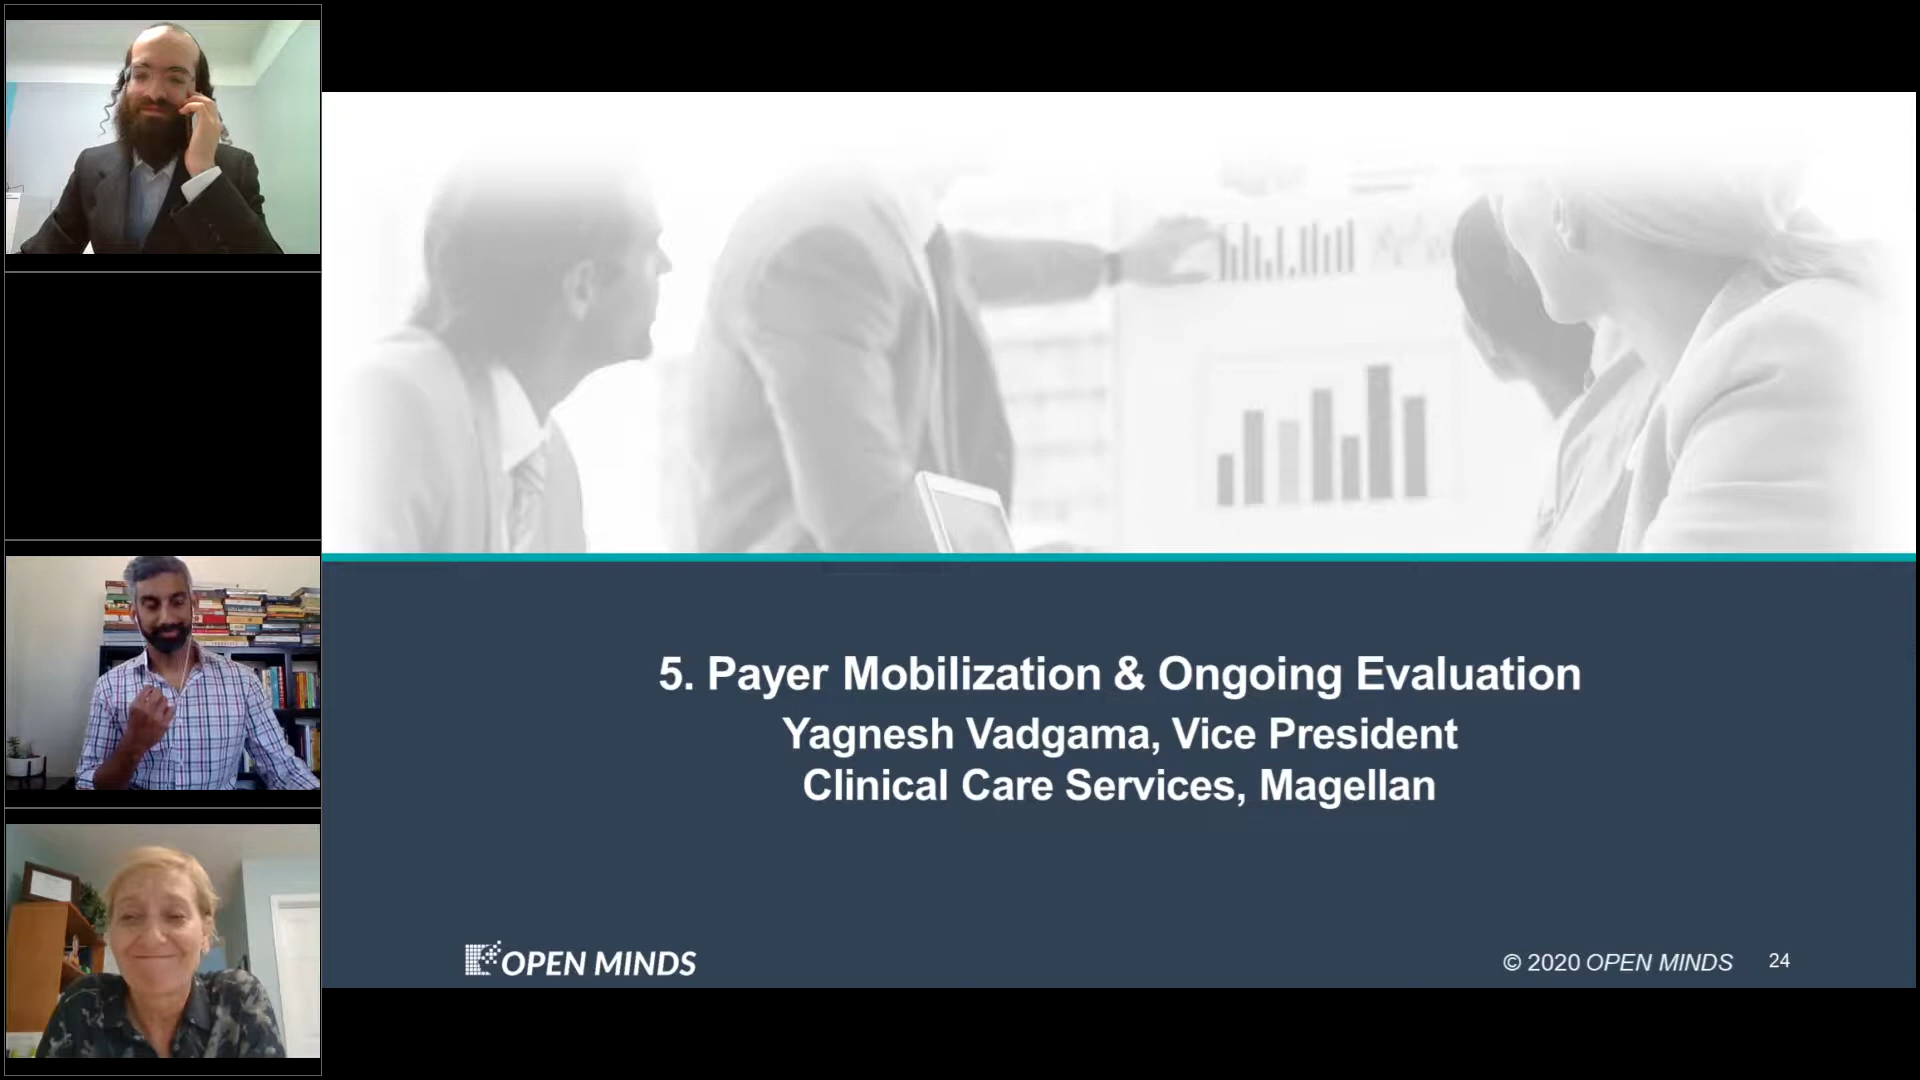 5. Payer Mobilization & Ongoing Evaluation
Yagnesh Vadgama, Vice President
Clinical Care Services, Magellan
OPEN MINDS
© 2020 OPEN MINDS
24